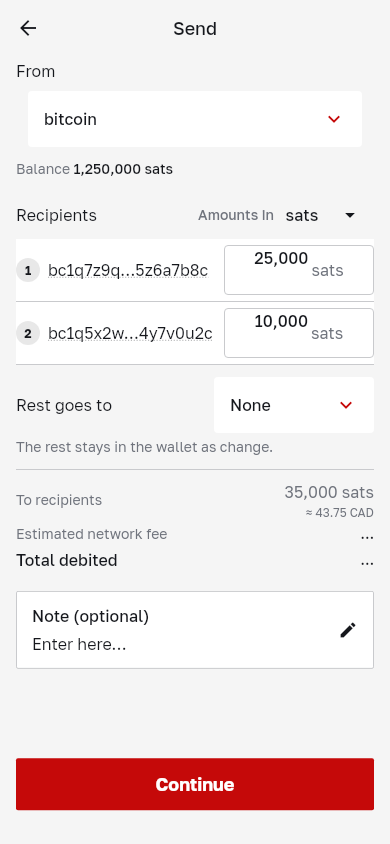 Send
From
bitcoin
Balance 1,250,000 sats
Recipients Amounts in sats
1 bc1q7z9q...5z6a7b8c 25,000 sats
2 bc1q5x2w...4y7v0u2c 10,000 sats
Rest goes to None
The rest stays in the wallet as change.
To recipients 35,000 sats
≈ 43.75 CAD
Estimated network fee ...
Total debited ...
Note (optional)
Enter here...
Continue